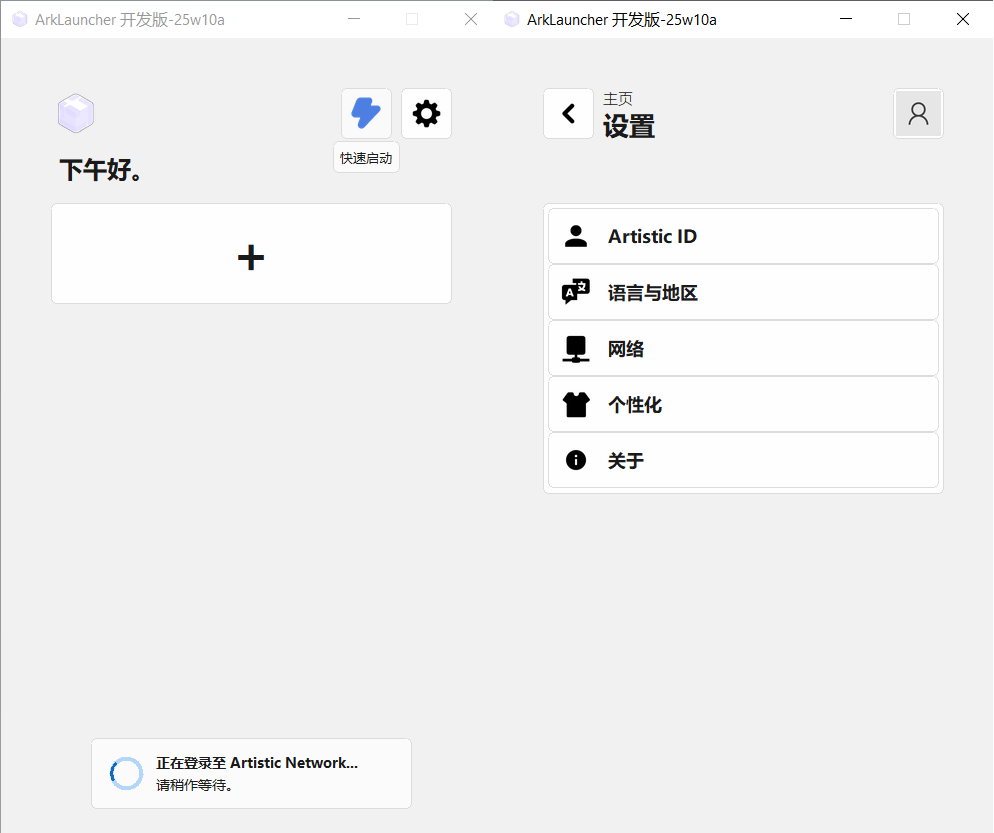 ArkLauncher 开发版-25w10a
快速启动
下午好。
正在登录至 Artistic Network...
请稍作等待。
ArkLauncher 开发版-25w10a
主页
设置
Artistic ID
语言与地区
网络
个性化
关于